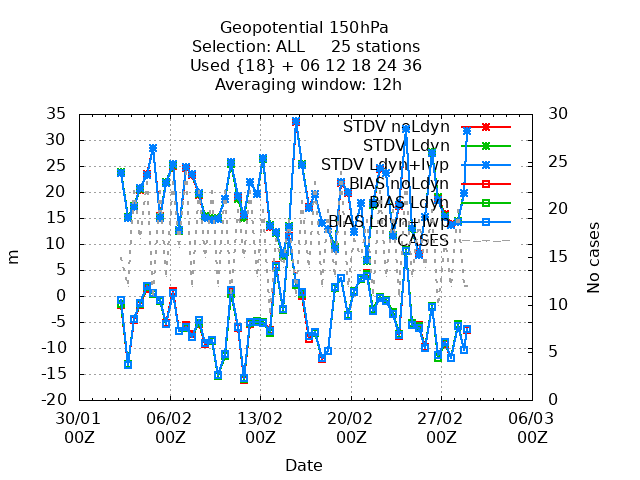 Geopotential 150hPa
Selection: ALL 25 stations
Used {18} + 06 12 18 24 36
Averaging window: 12h
STDV noLdyn
STDV Ldyn
STDV Ldyn+lwp
BIAS noLdyn
BIAS Ldyn
BIAS Ldyn+lwp
CASES
35
30
25
20
15
10
5
0
-5
-10
-15
-20
m
30
25
20
15
10
5
0
No cases
30/01 06/02 13/02 20/02 27/02 06/03
00Z 00Z 00Z 00Z 00Z 00Z
Date